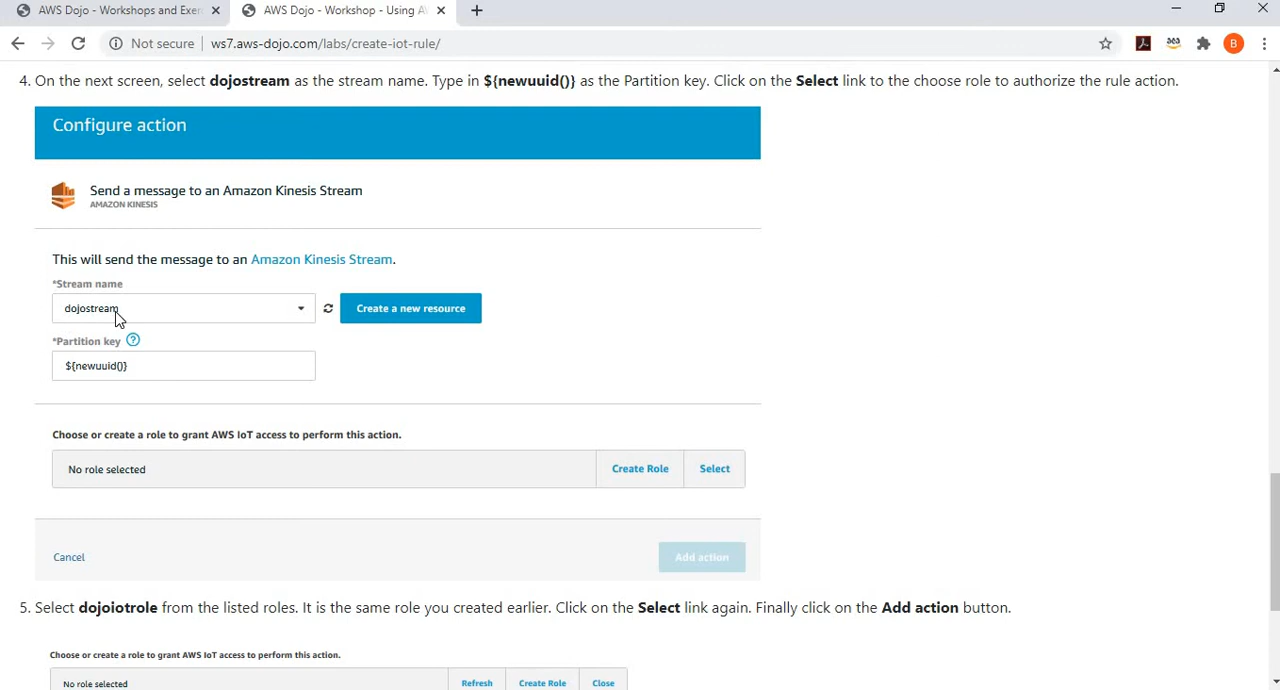 AWS Dojo - Workshops and Exer
AWS Dojo - Workshop - Using A
Not secure
ws7.aws-dojo.com/labs/create-iot-rule/
B
4. On the next screen, select dojostream as the stream name. Type in ${newuuid()} as the Partition key. Click on the Select link to the choose role to authorize the rule action.
Configure action
Send a message to an Amazon Kinesis Stream
AMAZON KINESIS
This will send the message to an Amazon Kinesis Stream.
*Stream name
dojostream
Create a new resource
*Partition key ?
${newuuid()}
Choose or create a role to grant AWS IoT access to perform this action.
No role selected
Create Role
Select
Cancel
Add action
5. Select dojoiotrole from the listed roles. It is the same role you created earlier. Click on the Select link again. Finally click on the Add action button.
Choose or create a role to grant AWS IoT access to perform this action.
No role selected
Refresh
Create Role
Close